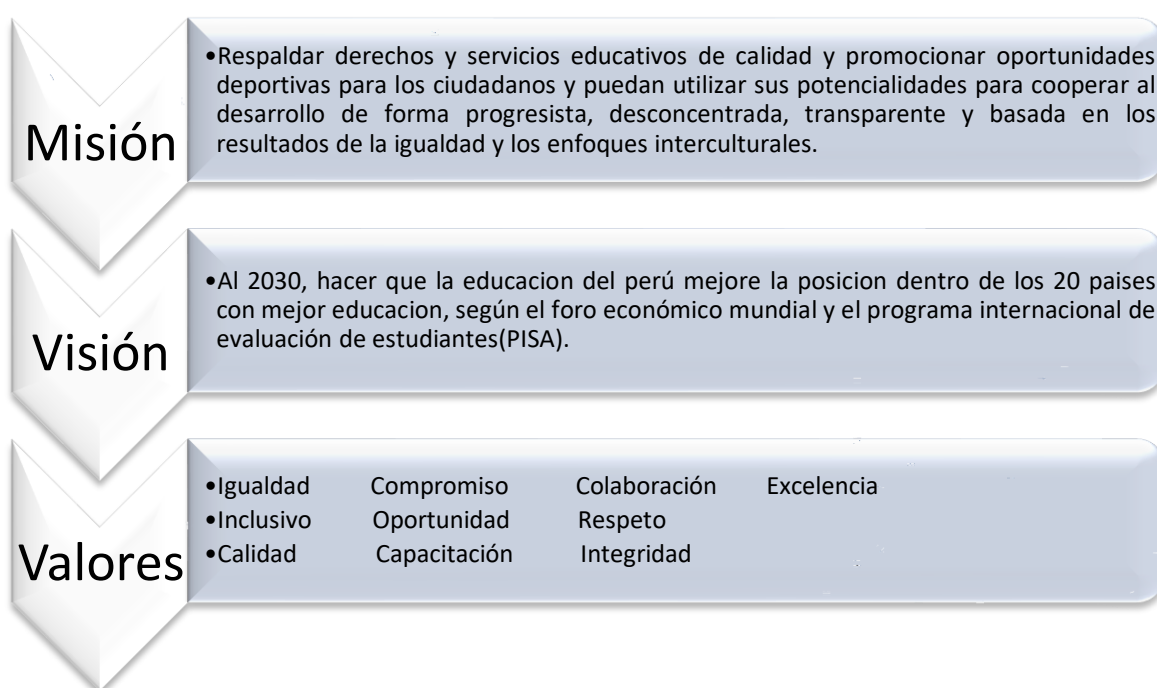 Misión
•Respaldar derechos y servicios educativos de calidad y promocionar oportunidades
deportivas para los ciudadanos y puedan utilizar sus potencialidades para cooperar al
desarrollo de forma progresista, desconcentrada, transparente y basada en los
resultados de la igualdad y los enfoques interculturales.
Visión
•Al 2030, hacer que la educacion del perú mejore la posicion dentro de los 20 paises
con mejor educacion, según el foro económico mundial y el programa internacional de
evaluación de estudiantes(PISA).
Valores
•Igualdad Compromiso Colaboración Excelencia
•Inclusivo Oportunidad Respeto
•Calidad Capacitación Integridad